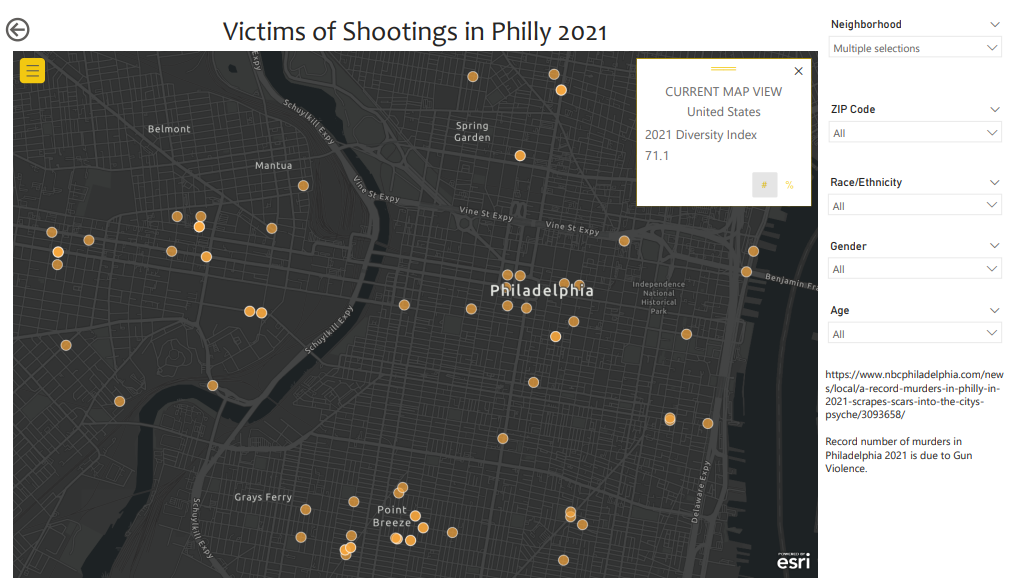 Victims of Shootings in Philly 2021
Neighborhood
Multiple selections
ZIP Code
All
Race/Ethnicity
All
Gender
All
Age
All
https://www.nbcphiladelphia.com/new
s/local/a-record-murders-in-philly-in-
2021-scrapes-scars-into-the-citys-
psyche/3093658/
Record number of murders in
Philadelphia 2021 is due to Gun
Violence.
CURRENT MAP VIEW
United States
2021 Diversity Index
71.1
#
%
Expy
Schuylkill Expy
Belmont
Spring
Garden
Mantua
Vine St Expy
Vine St Expy
Vine St Expy
Philadelphia
Independence
National
Historical
Park
Benjamin Fra
Schuylkill Expy
Grays Ferry
Point
Breeze
Schuylkill Expy
Delaware Expy
POWERED BY
esri